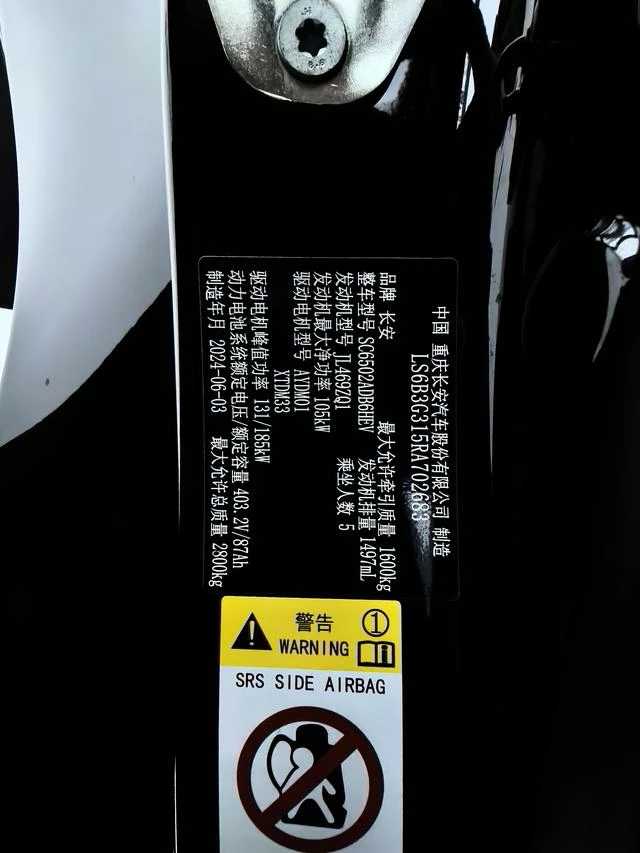 中国 重庆长安汽车股份有限公司 制造
LS6B3G315RA702683
品牌 长安 最大允许牵引质量 1600kg
整车型号 SC6502ADB6HEV 发动机排量 1497mL
发动机型号 JL469ZQ1 乘坐人数 5
发动机最大净功率 105kW
驱动电机型号 AYDM01
XTDM33
驱动电机峰值功率 131/185kW
动力电池系统额定电压/额定容量 403.2V/87Ah
制造年月 2024-06-03 最大允许总质量 2800kg
警告 ①
WARNING
SRS SIDE AIRBAG